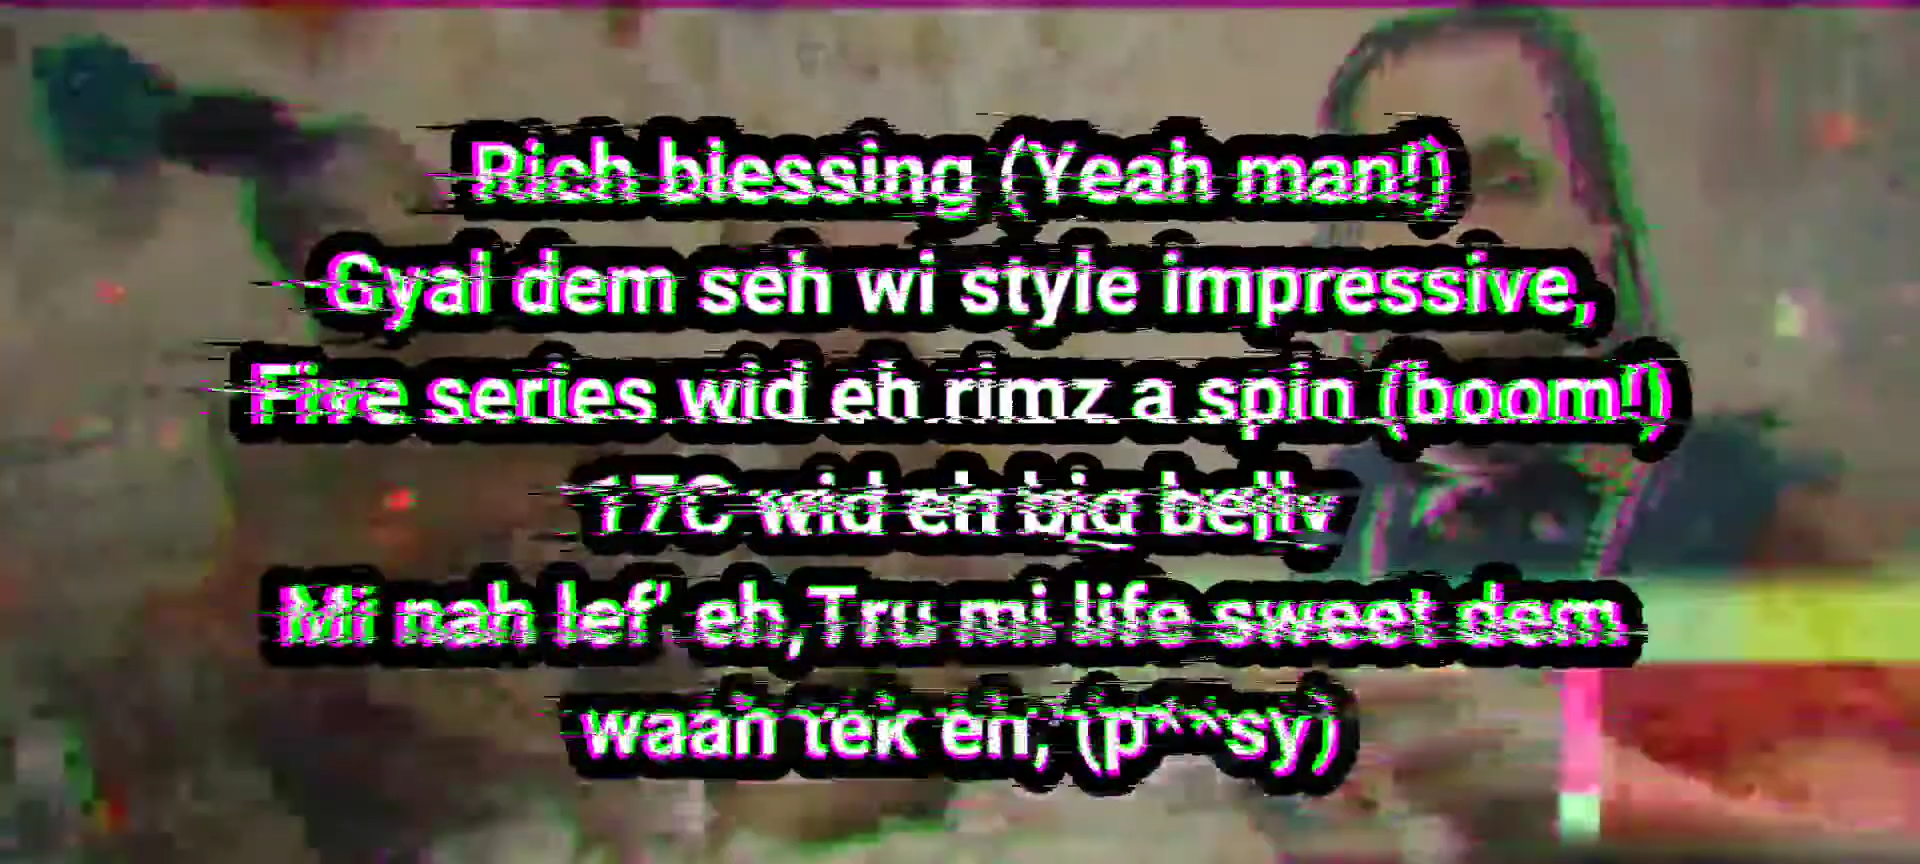 Rich blessing (Yeah man!)
Gyal dem seh wi style impressive,
Five series wid eh rimz a spin (boom!)
17C wid eh big belly
Mi nah lef' eh,Tru mi life sweet dem
waan tek eh, (p**sy)